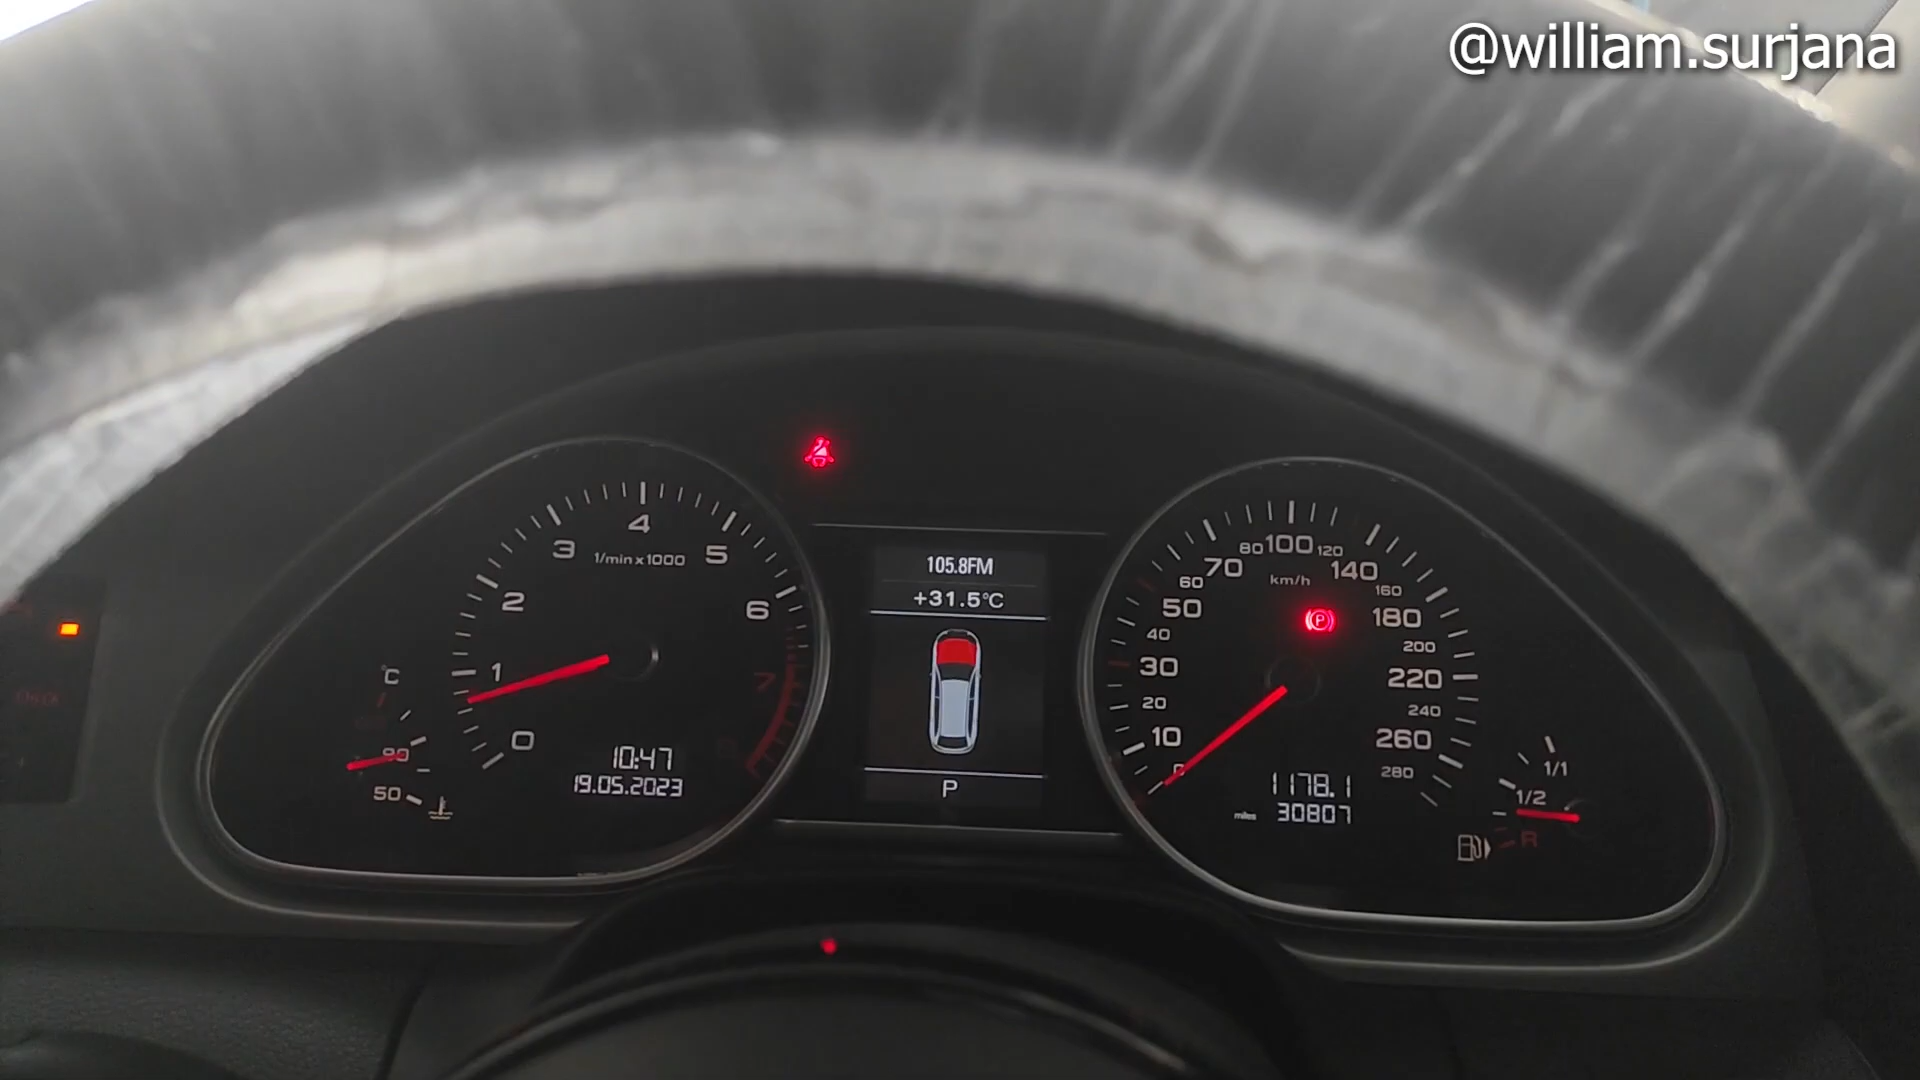 @william.surjana
1 2 3 4 5 6 7 8 0
1/min x 1000
°C
90
50
10:47
19.05.2023
105.8FM
+31.5°C
P
0 10 20 30 40 50 60 70 80 100 120 140 160 180 200 220 240 260 280
km/h
P
1178.1
miles 30807
1/1
1/2
R